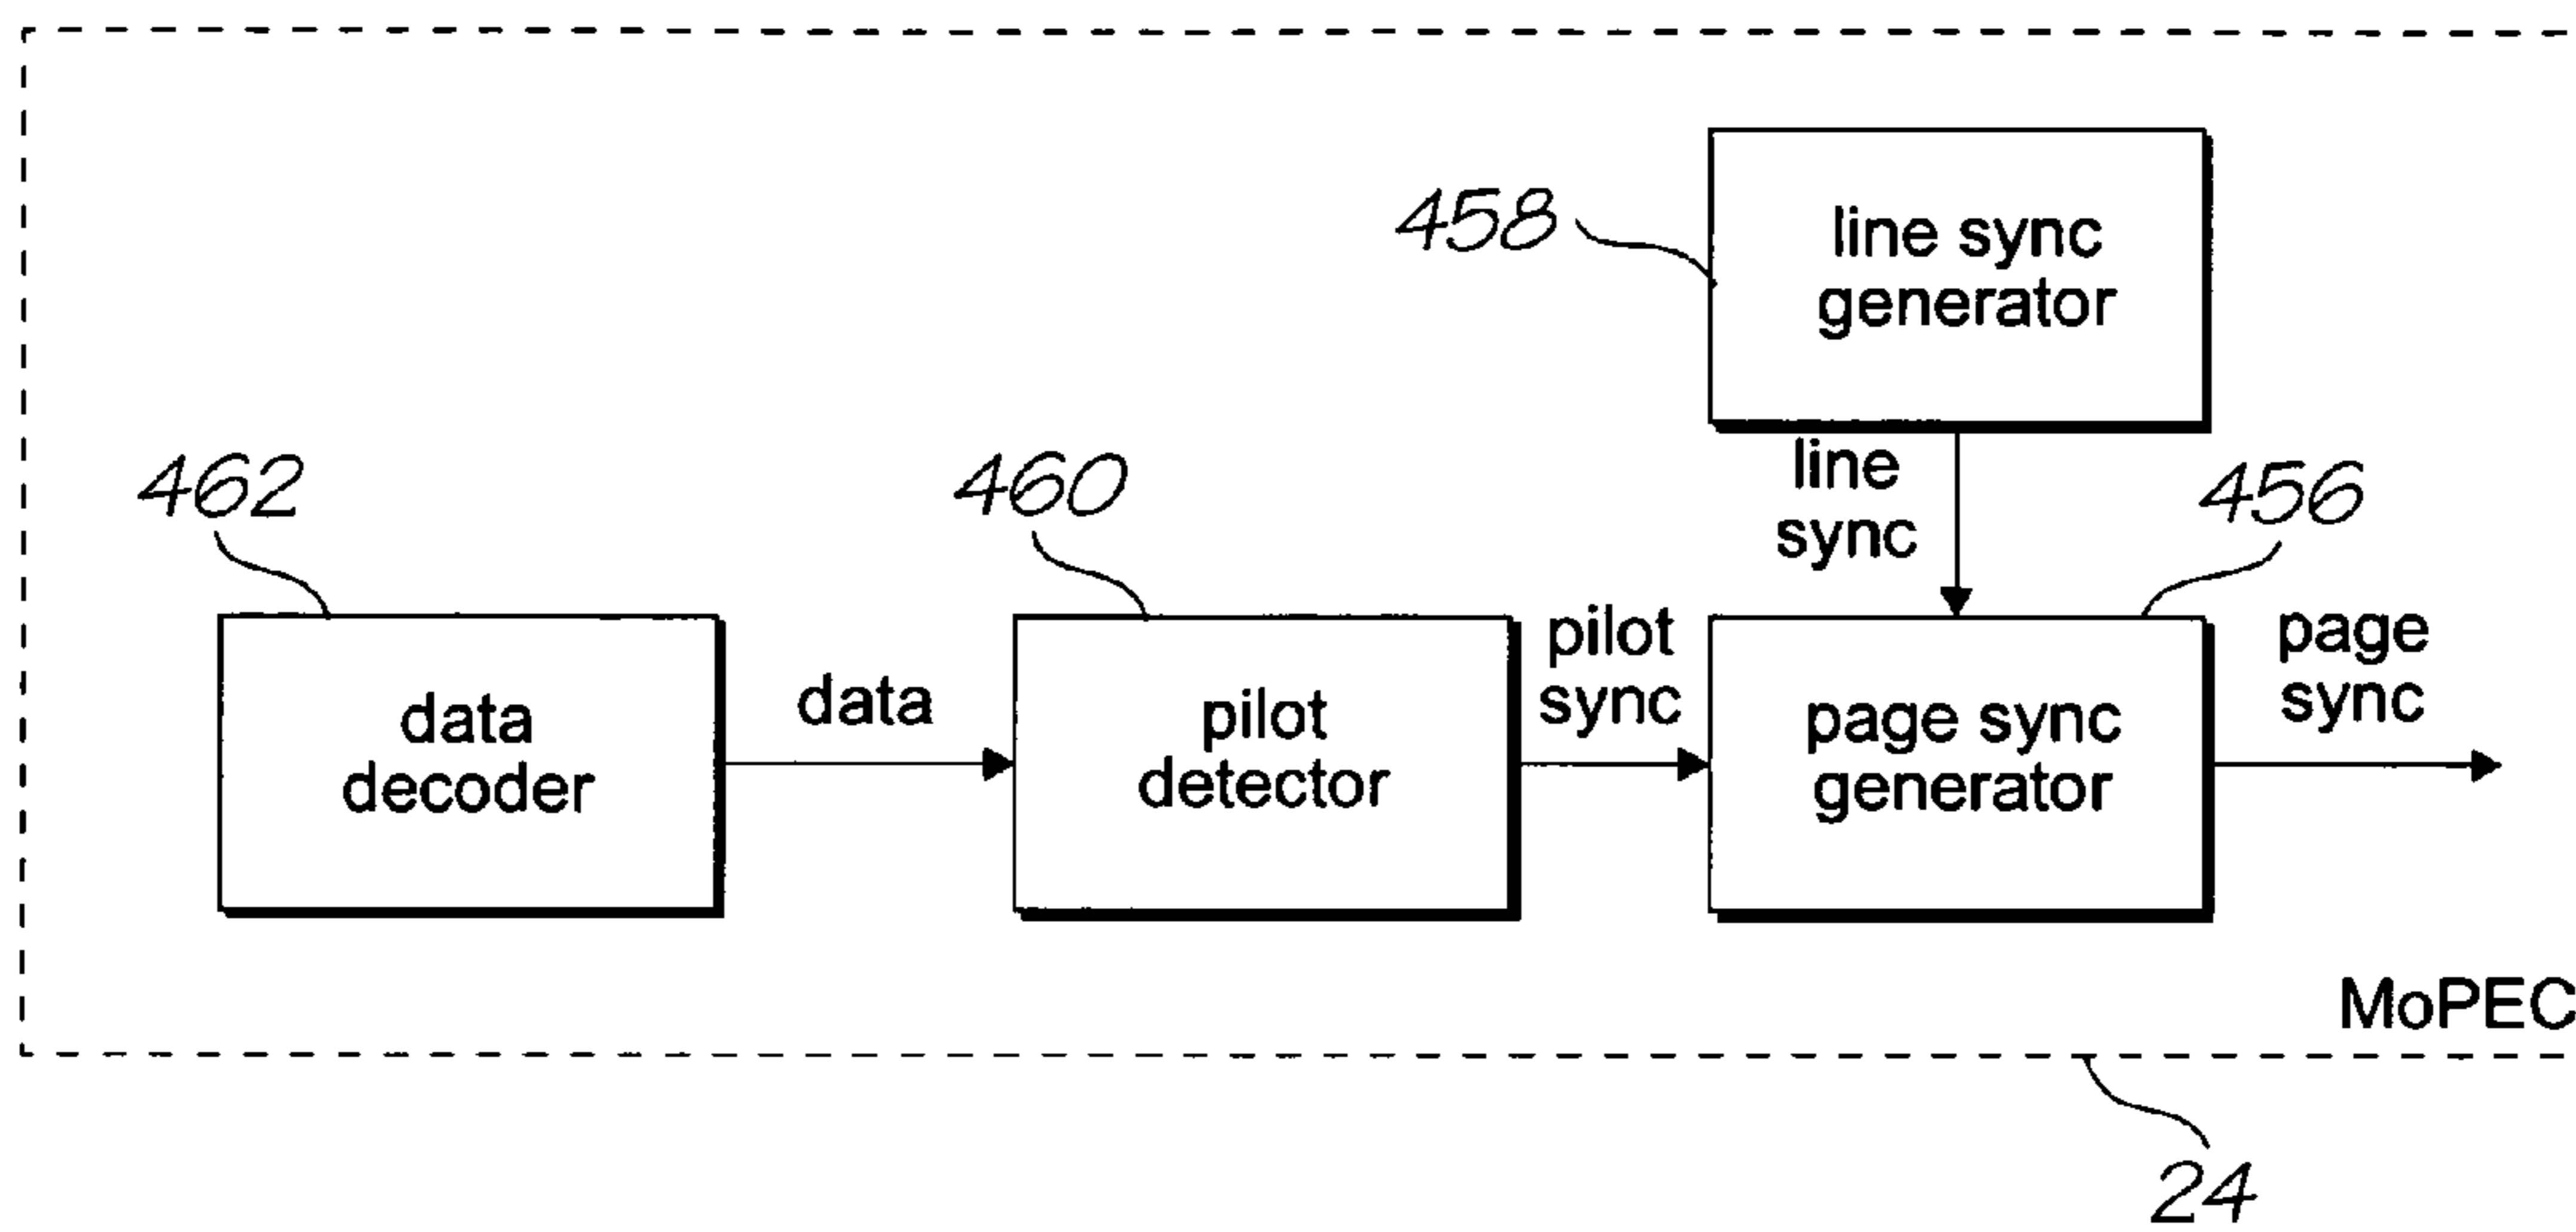 458
line sync
generator
line
sync
462
460
456
data
decoder
data
pilot
detector
pilot
sync
page sync
generator
page
sync
MoPEC
24